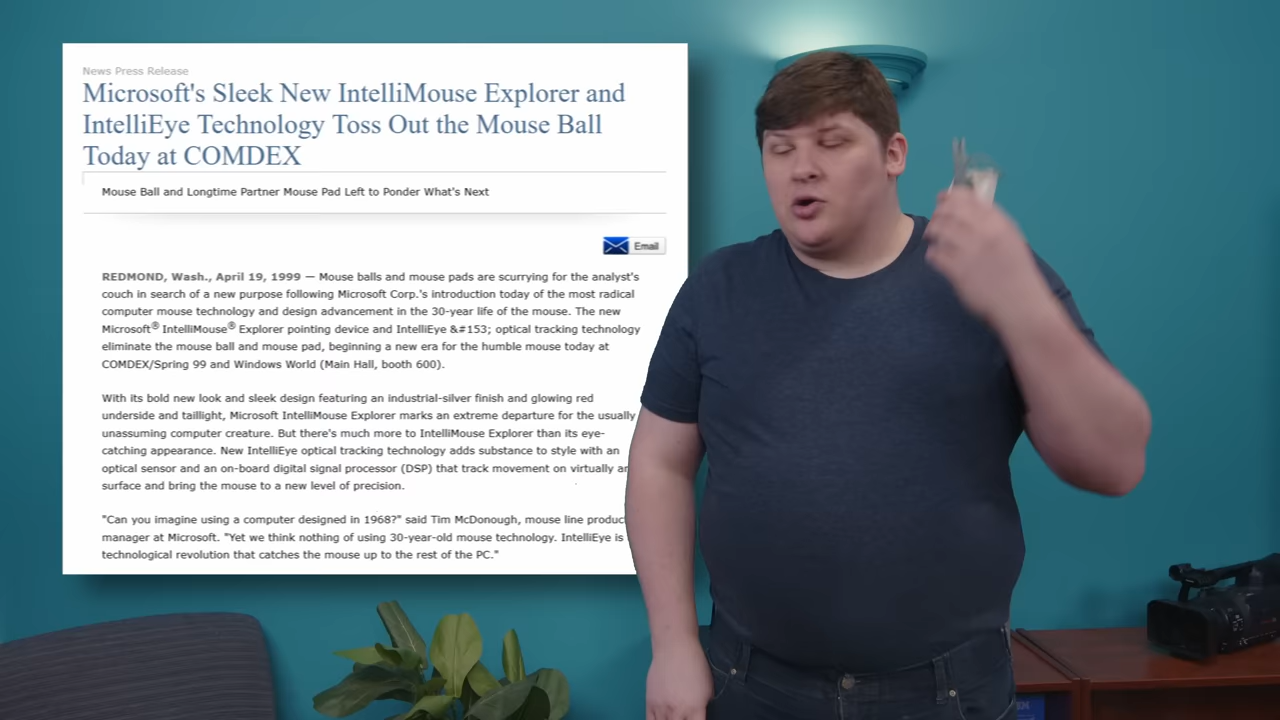 News Press Release
Microsoft's Sleek New IntelliMouse Explorer and
IntelliEye Technology Toss Out the Mouse Ball
Today at COMDEX
Mouse Ball and Longtime Partner Mouse Pad Left to Ponder What's Next
Email
REDMOND, Wash., April 19, 1999 — Mouse balls and mouse pads are scurrying for the analyst's
couch in search of a new purpose following Microsoft Corp.'s introduction today of the most radical
computer mouse technology and design advancement in the 30-year life of the mouse. The new
Microsoft® IntelliMouse® Explorer pointing device and IntelliEye &#153; optical tracking technology
eliminate the mouse ball and mouse pad, beginning a new era for the humble mouse today at
COMDEX/Spring 99 and Windows World (Main Hall, booth 600).
With its bold new look and sleek design featuring an industrial-silver finish and glowing red
underside and taillight, Microsoft IntelliMouse Explorer marks an extreme departure for the usually
unassuming computer creature. But there's much more to IntelliMouse Explorer than its eye-
catching appearance. New IntelliEye optical tracking technology adds substance to style with an
optical sensor and an on-board digital signal processor (DSP) that track movement on virtually
surface and bring the mouse to a new level of precision.
"Can you imagine using a computer designed in 1968?" said Tim McDonough, mouse line
manager at Microsoft. "Yet we think nothing of using 30-year-old mouse technology. IntelliEye is
technological revolution that catches the mouse up to the rest of the PC."